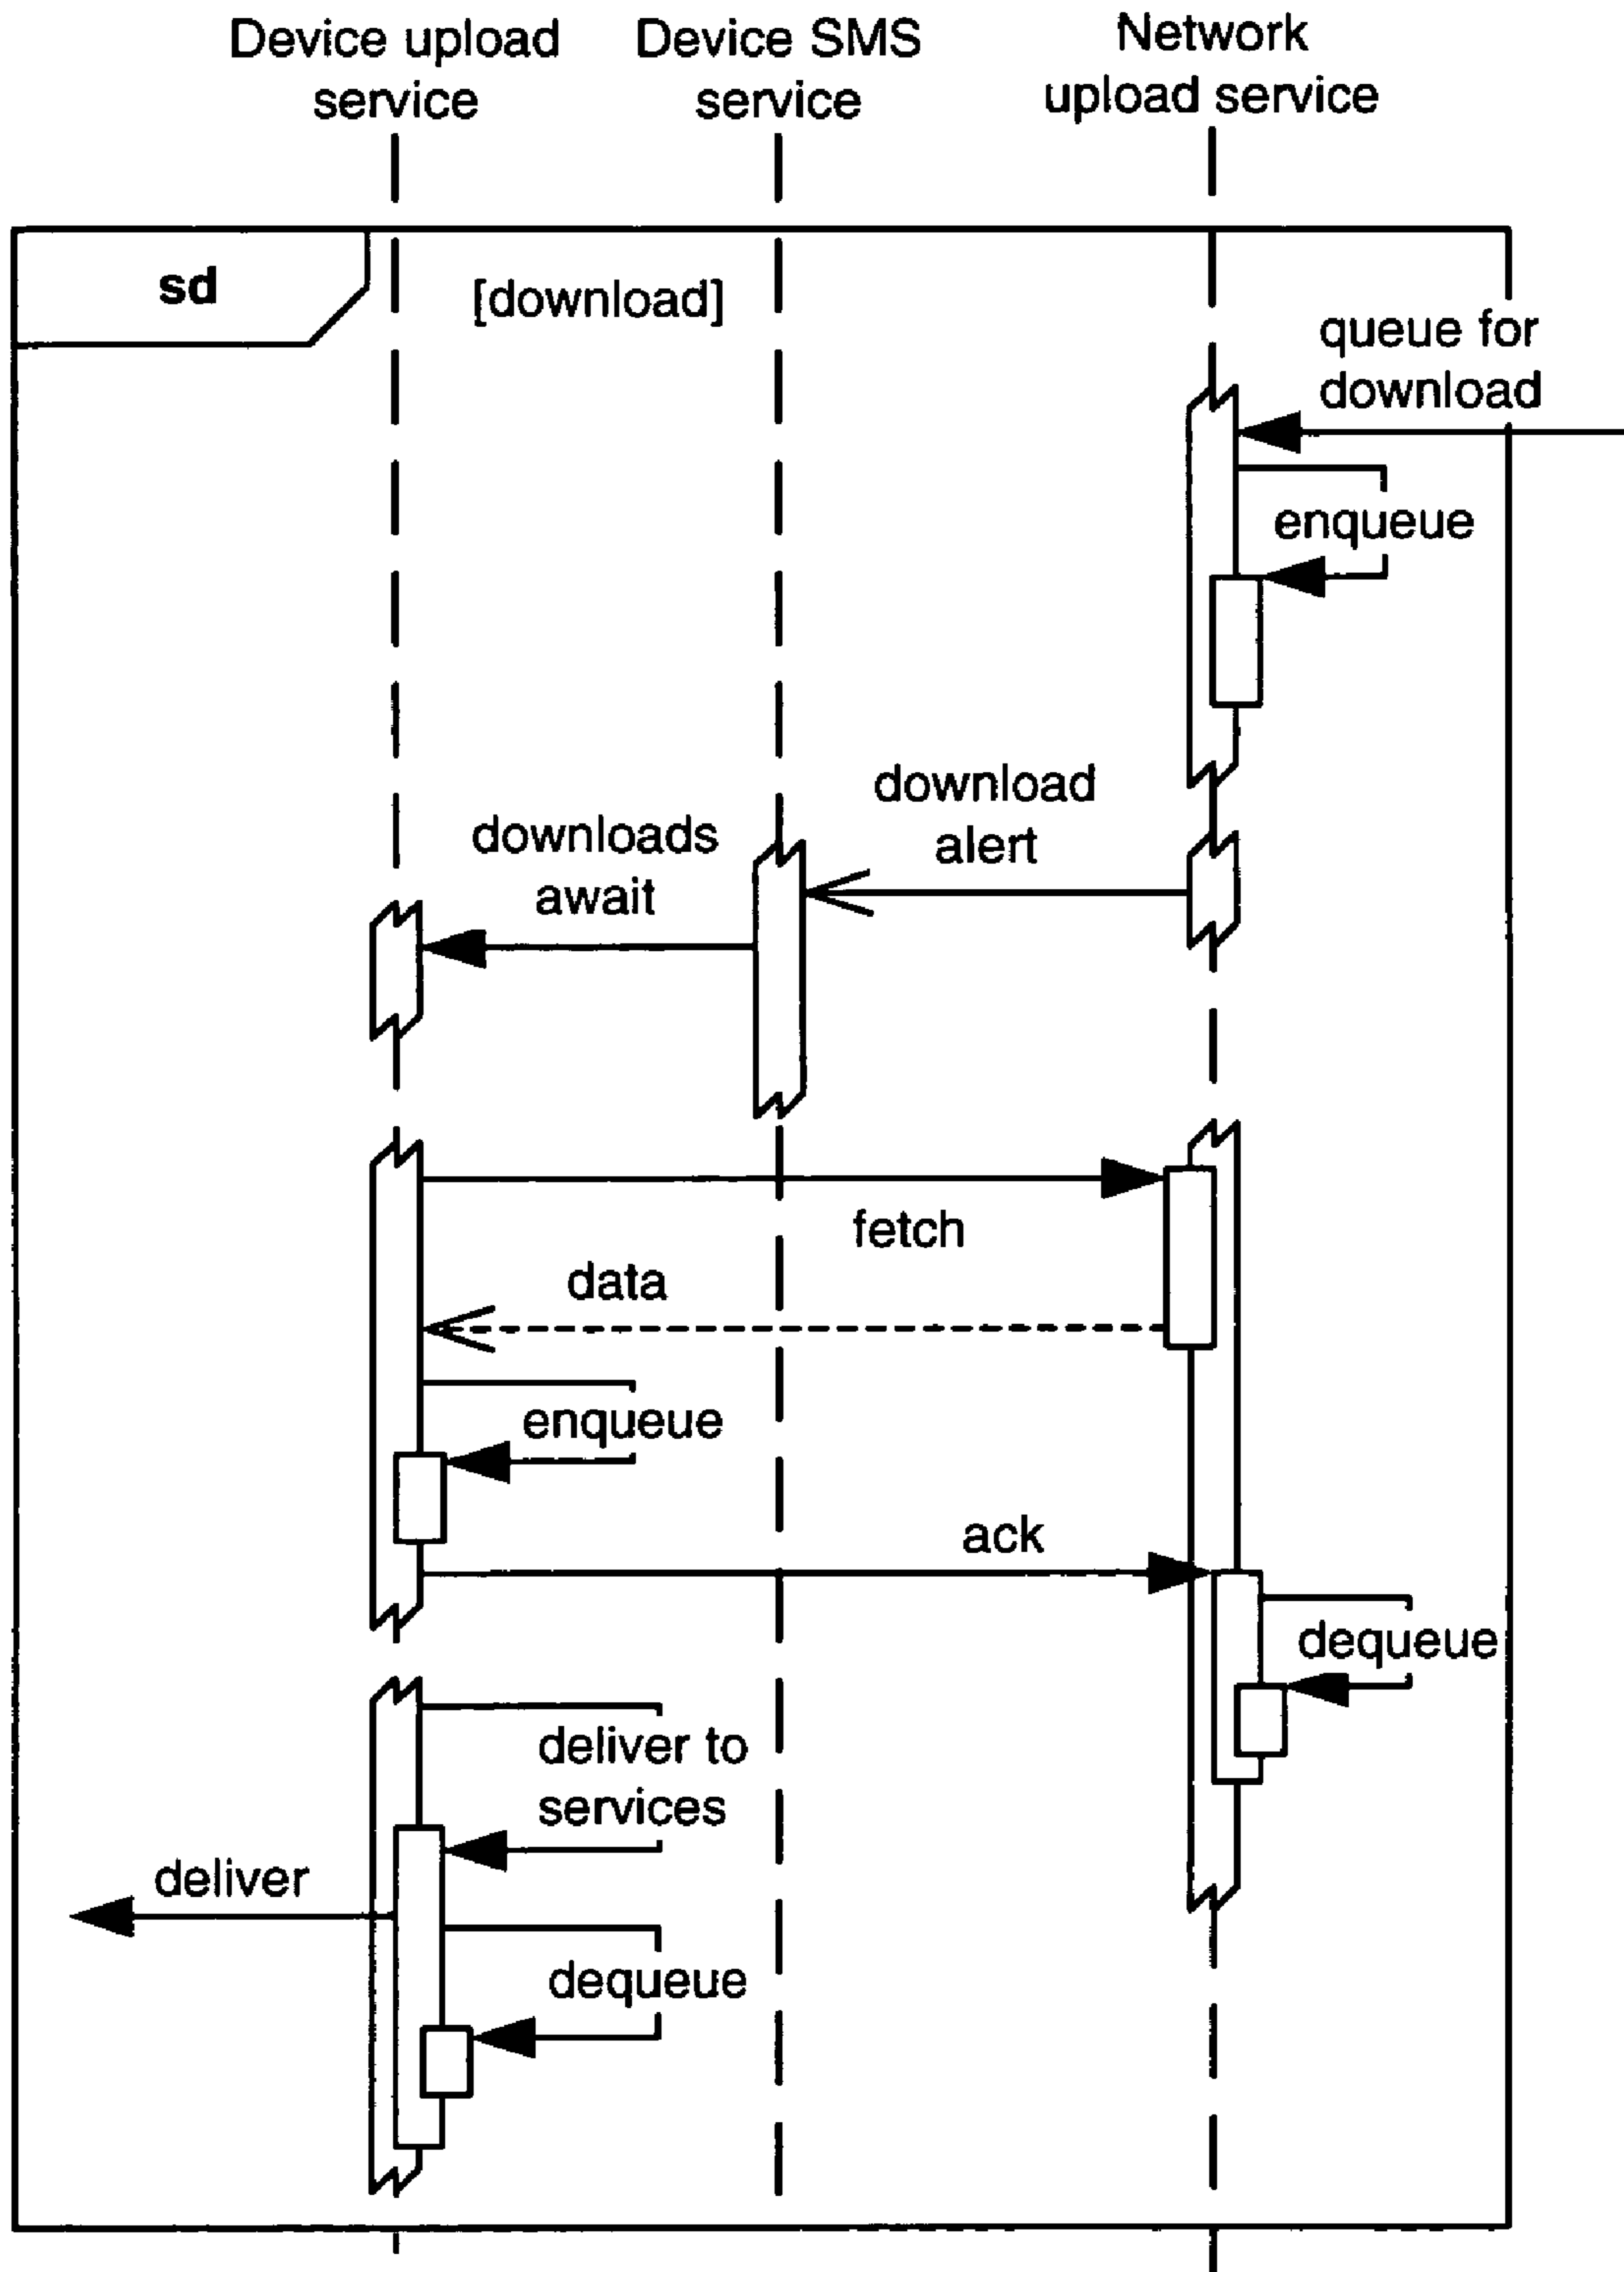 Device upload
service
Device SMS
service
Network
upload service
sd
[download]
queue for
download
enqueue
download
alert
downloads
await
fetch
data
enqueue
ack
dequeue
deliver to
services
deliver
dequeue